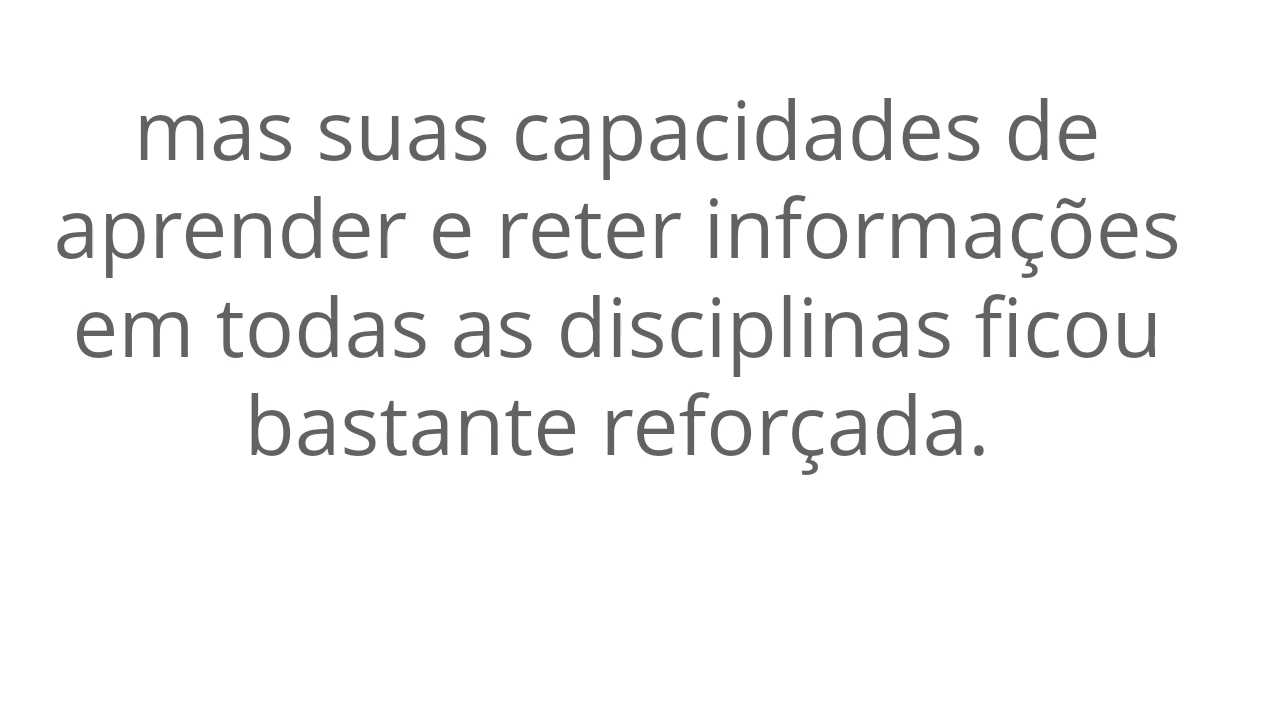 mas suas capacidades de
aprender e reter informações
em todas as disciplinas ficou
bastante reforçada.